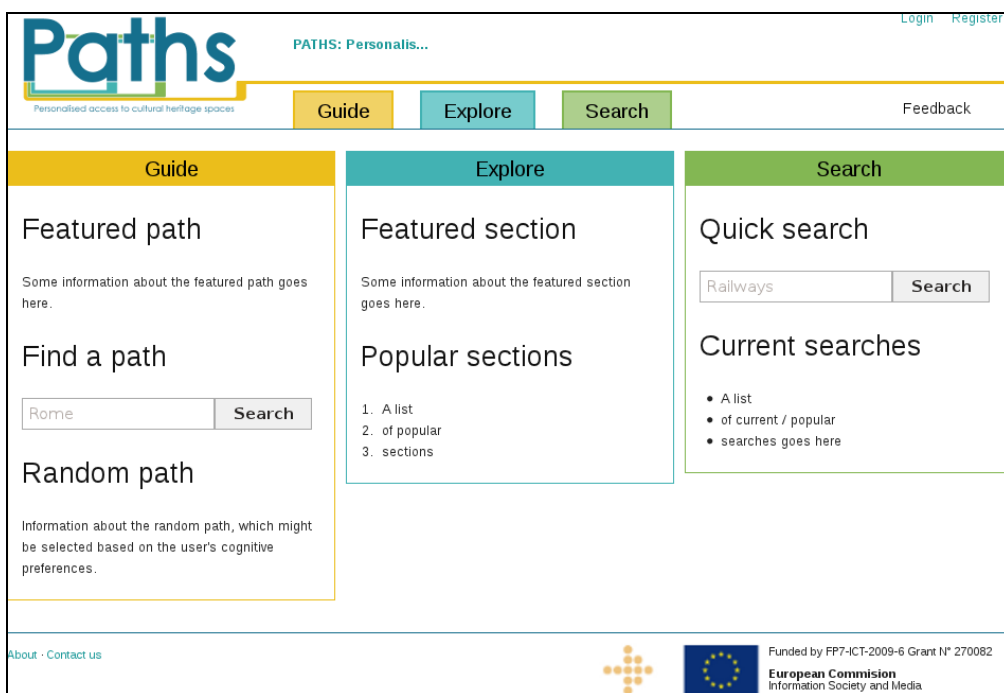 Login Register
Paths
PATHS: Personalis...
Personalised access to cultural heritage spaces
Guide Explore Search
Feedback
Guide
Featured path
Some information about the featured path goes
here.
Find a path
Rome Search
Random path
Information about the random path, which might
be selected based on the user's cognitive
preferences.
Explore
Featured section
Some information about the featured section
goes here.
Popular sections
1. A list
2. of popular
3. sections
Search
Quick search
Railways Search
Current searches
• A list
• of current / popular
• searches goes here
About · Contact us
Funded by FP7-ICT-2009-6 Grant N° 270082
European Commision
Information Society and Media